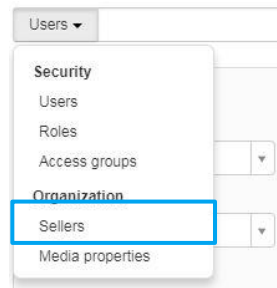 Users
Security
Users
Roles
Access groups
Organization
Sellers
Media properties